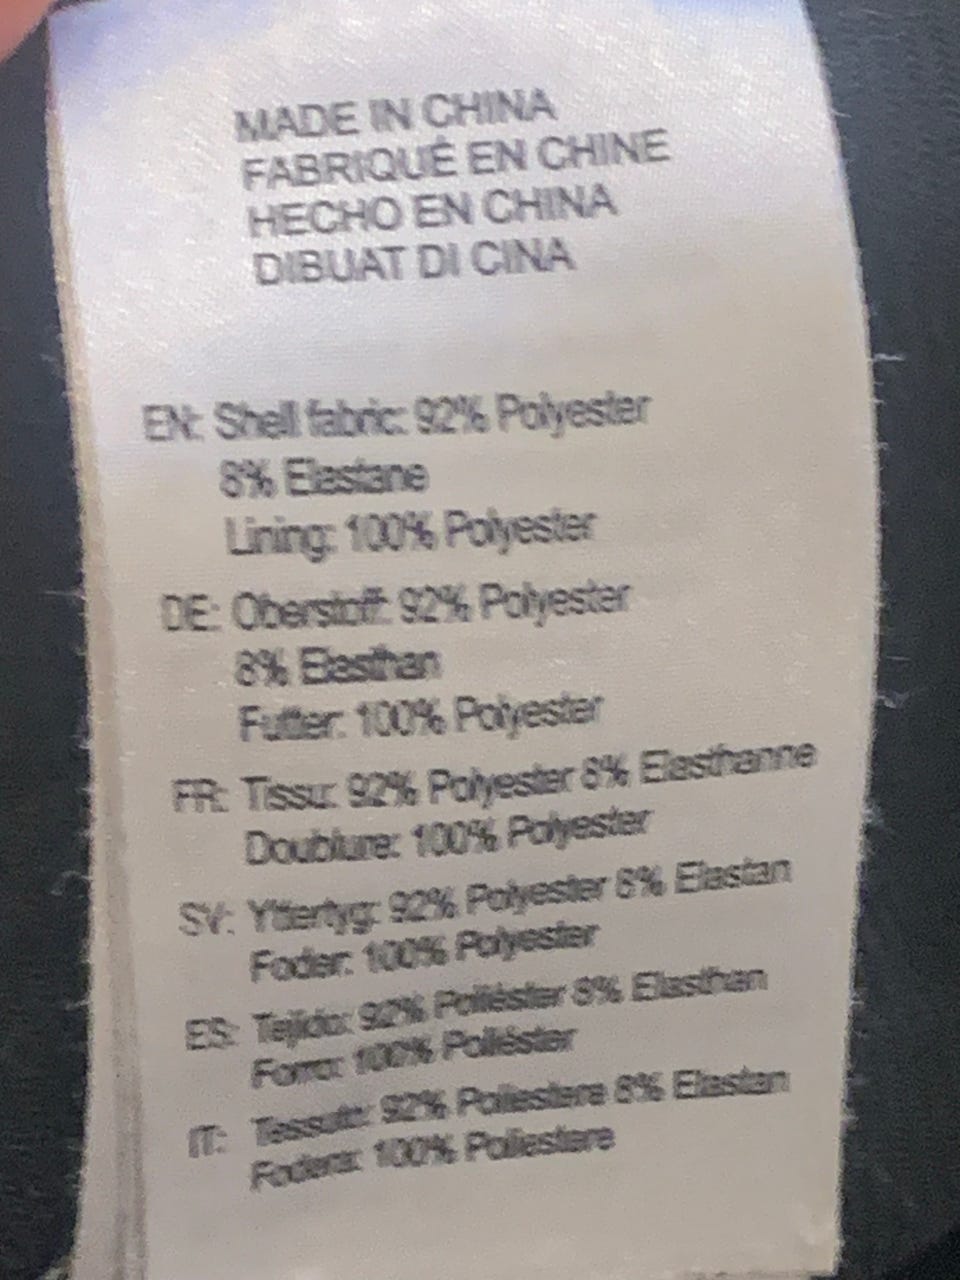 MADE IN CHINA
FABRIQUÉ EN CHINE
HECHO EN CHINA
DIBUAT DI CINA
EN: Shell fabric: 92% Polyester
8% Elastane
Lining: 100% Polyester
DE: Oberstoff: 92% Polyester
8% Elasthan
Futter: 100% Polyester
FR: Tissu: 92% Polyester 8% Elasthanne
Doublure: 100% Polyester
SV: Yttertyg: 92% Polyester 8% Elastan
Foder: 100% Polyester
ES: Tejido: 92% Poliéster 8% Elasthan
Forro: 100% Poliéster
IT: Tessuto: 92% Poliestere 8% Elastan
Fodera: 100% Poliestere